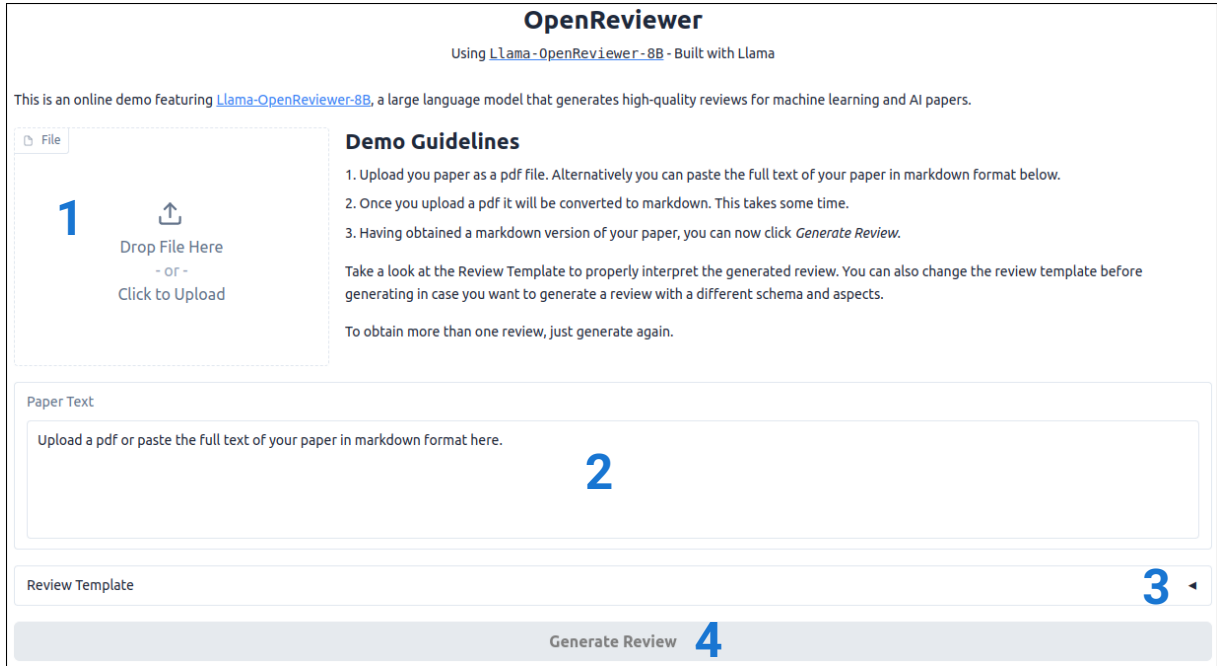 OpenReviewer
Using Llama-OpenReviewer-8B - Built with Llama
This is an online demo featuring Llama-OpenReviewer-8B, a large language model that generates high-quality reviews for machine learning and AI papers.
File
1
Drop File Here
- or -
Click to Upload
Demo Guidelines
1. Upload you paper as a pdf file. Alternatively you can paste the full text of your paper in markdown format below.
2. Once you upload a pdf it will be converted to markdown. This takes some time.
3. Having obtained a markdown version of your paper, you can now click Generate Review.
Take a look at the Review Template to properly interpret the generated review. You can also change the review template before
generating in case you want to generate a review with a different schema and aspects.
To obtain more than one review, just generate again.
Paper Text
Upload a pdf or paste the full text of your paper in markdown format here.
2
Review Template 3
Generate Review 4